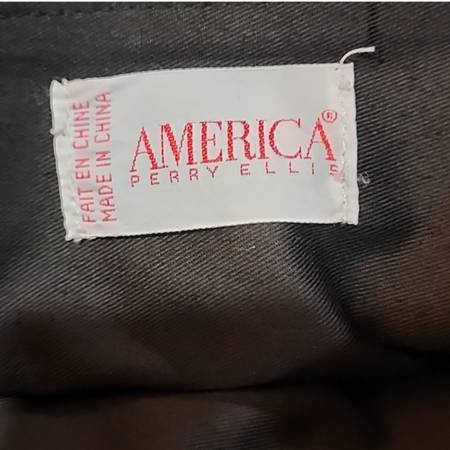 FAIT EN CHINE
MADE IN CHINA
AMERICA®
PERRY ELLIS